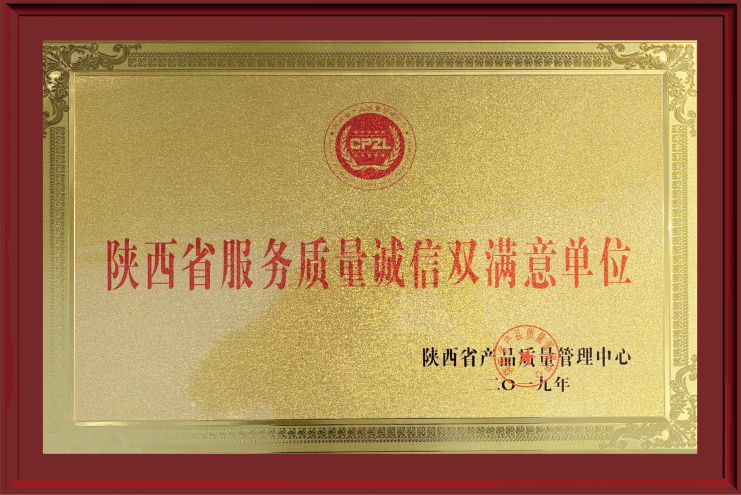 CPZL
陕西省服务质量诚信双满意单位
陕西省产品质量管理中心
二〇一九年